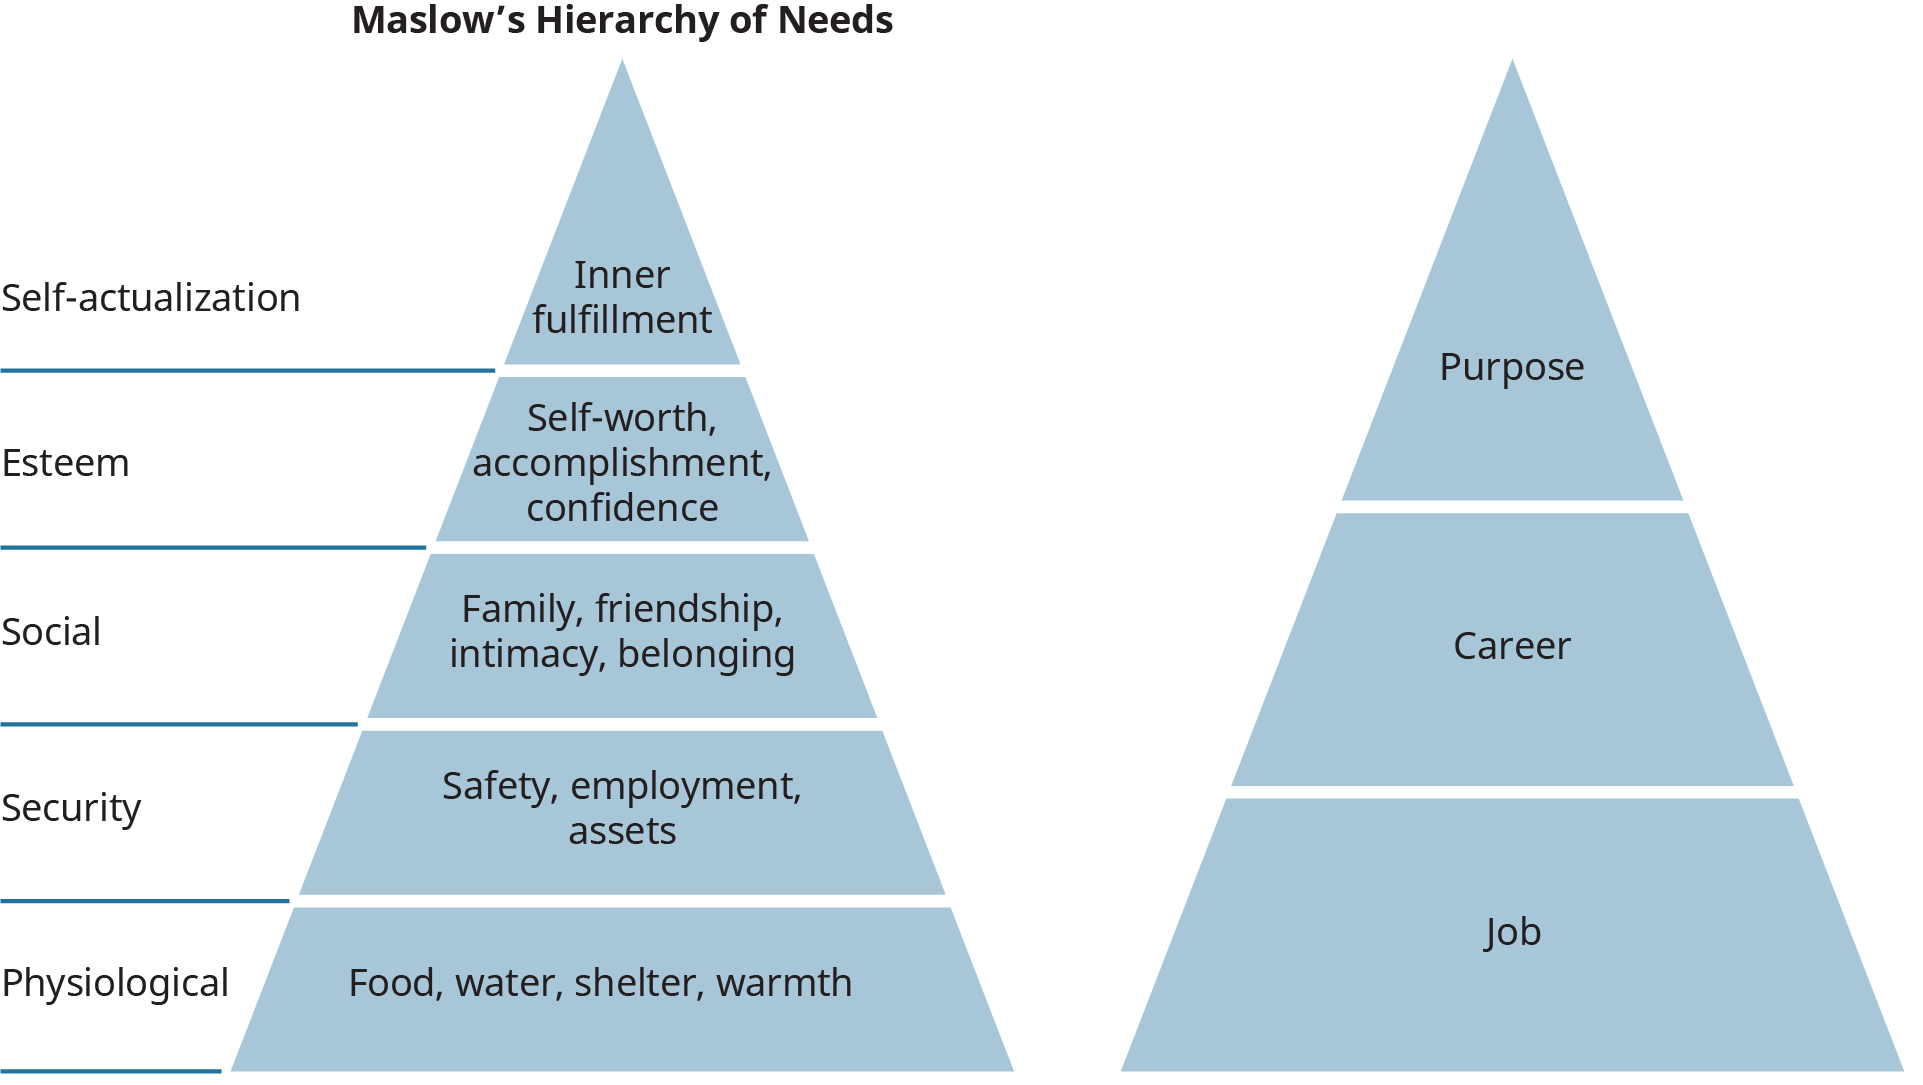 Maslow’s Hierarchy of Needs
Self-actualization
Inner
fulfillment
Esteem
Self-worth,
accomplishment,
confidence
Social
Family, friendship,
intimacy, belonging
Security
Safety, employment,
assets
Physiological
Food, water, shelter, warmth
Purpose
Career
Job